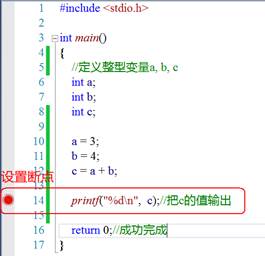 1 #include <stdio.h>
2
3 int main()
4 {
5 //定义整型变量a, b, c
6 int a;
7 int b;
8 int c;
9
10 a = 3;
11 b = 4;
12 c = a + b;
13
设置断点
14 printf("%d\n", c);//把c的值输出
15
16 return 0;//成功完成
17 }